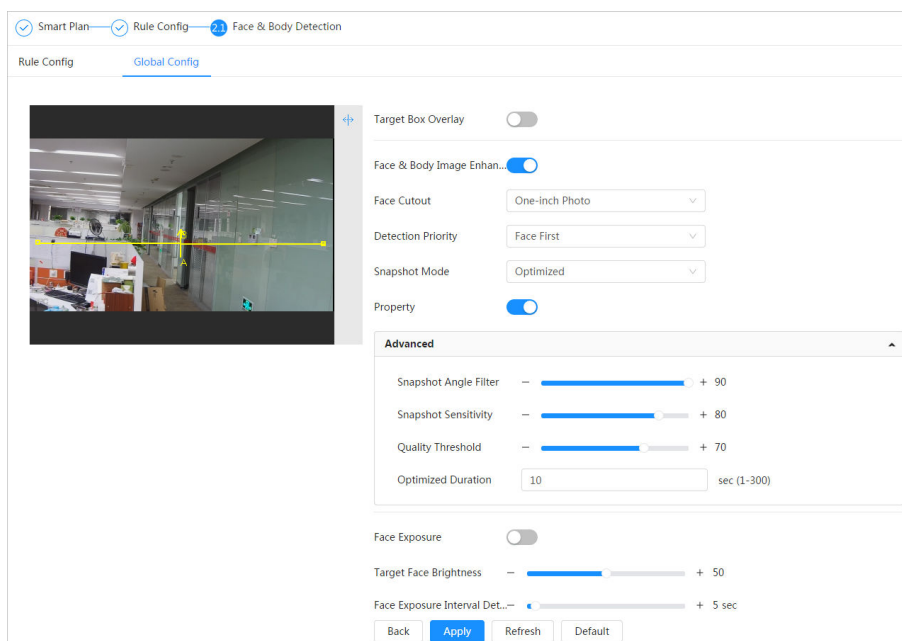 Smart Plan
Rule Config
2.1 Face & Body Detection
Rule Config
Global Config
A
Target Box Overlay
Face & Body Image Enhan...
Face Cutout
One-inch Photo
Detection Priority
Face First
Snapshot Mode
Optimized
Property
Advanced
Snapshot Angle Filter
− + 90
Snapshot Sensitivity
− + 80
Quality Threshold
− + 70
Optimized Duration
10
sec (1-300)
Face Exposure
Target Face Brightness
− + 50
Face Exposure Interval Det...
− + 5 sec
Back
Apply
Refresh
Default